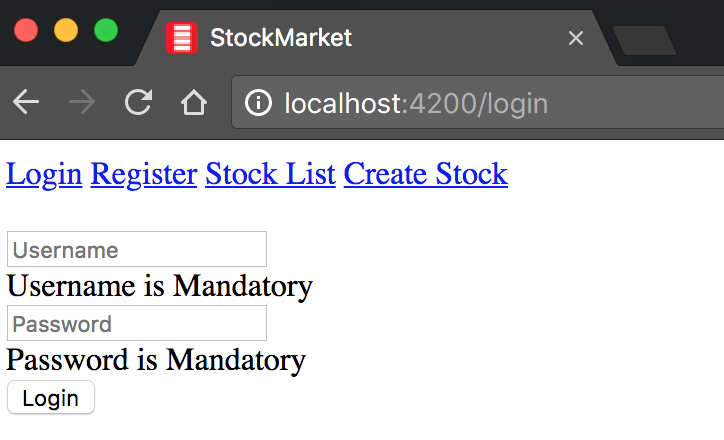 StockMarket
localhost:4200/login
Login Register Stock List Create Stock
Username
Username is Mandatory
Password
Password is Mandatory
Login